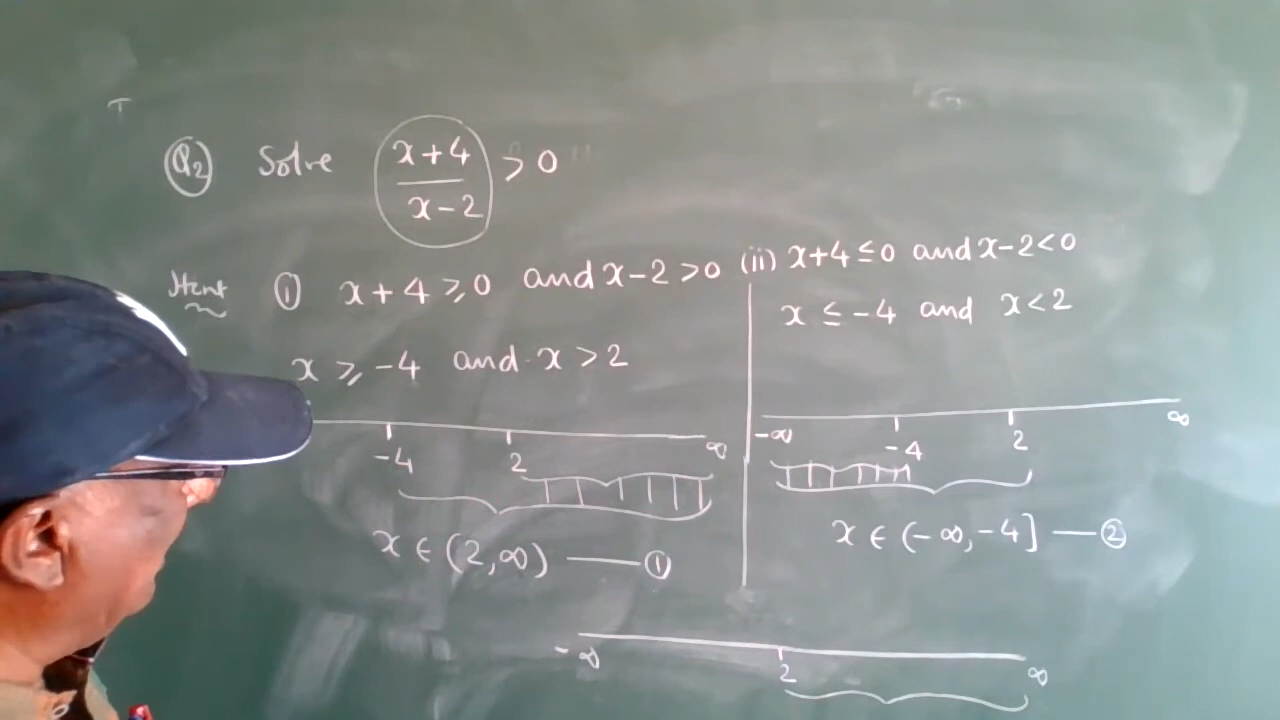 Q2 Solve (x+4)/(x-2) > 0
Hint ① x+4 ≥ 0 and x-2 > 0
x ≥ -4 and x > 2
-4 2 ∞
x ∈ (2, ∞) — ①
(ii) x+4 ≤ 0 and x-2 < 0
x ≤ -4 and x < 2
-∞ -4 2 ∞
x ∈ (-∞, -4] — ②
-∞ 2 ∞